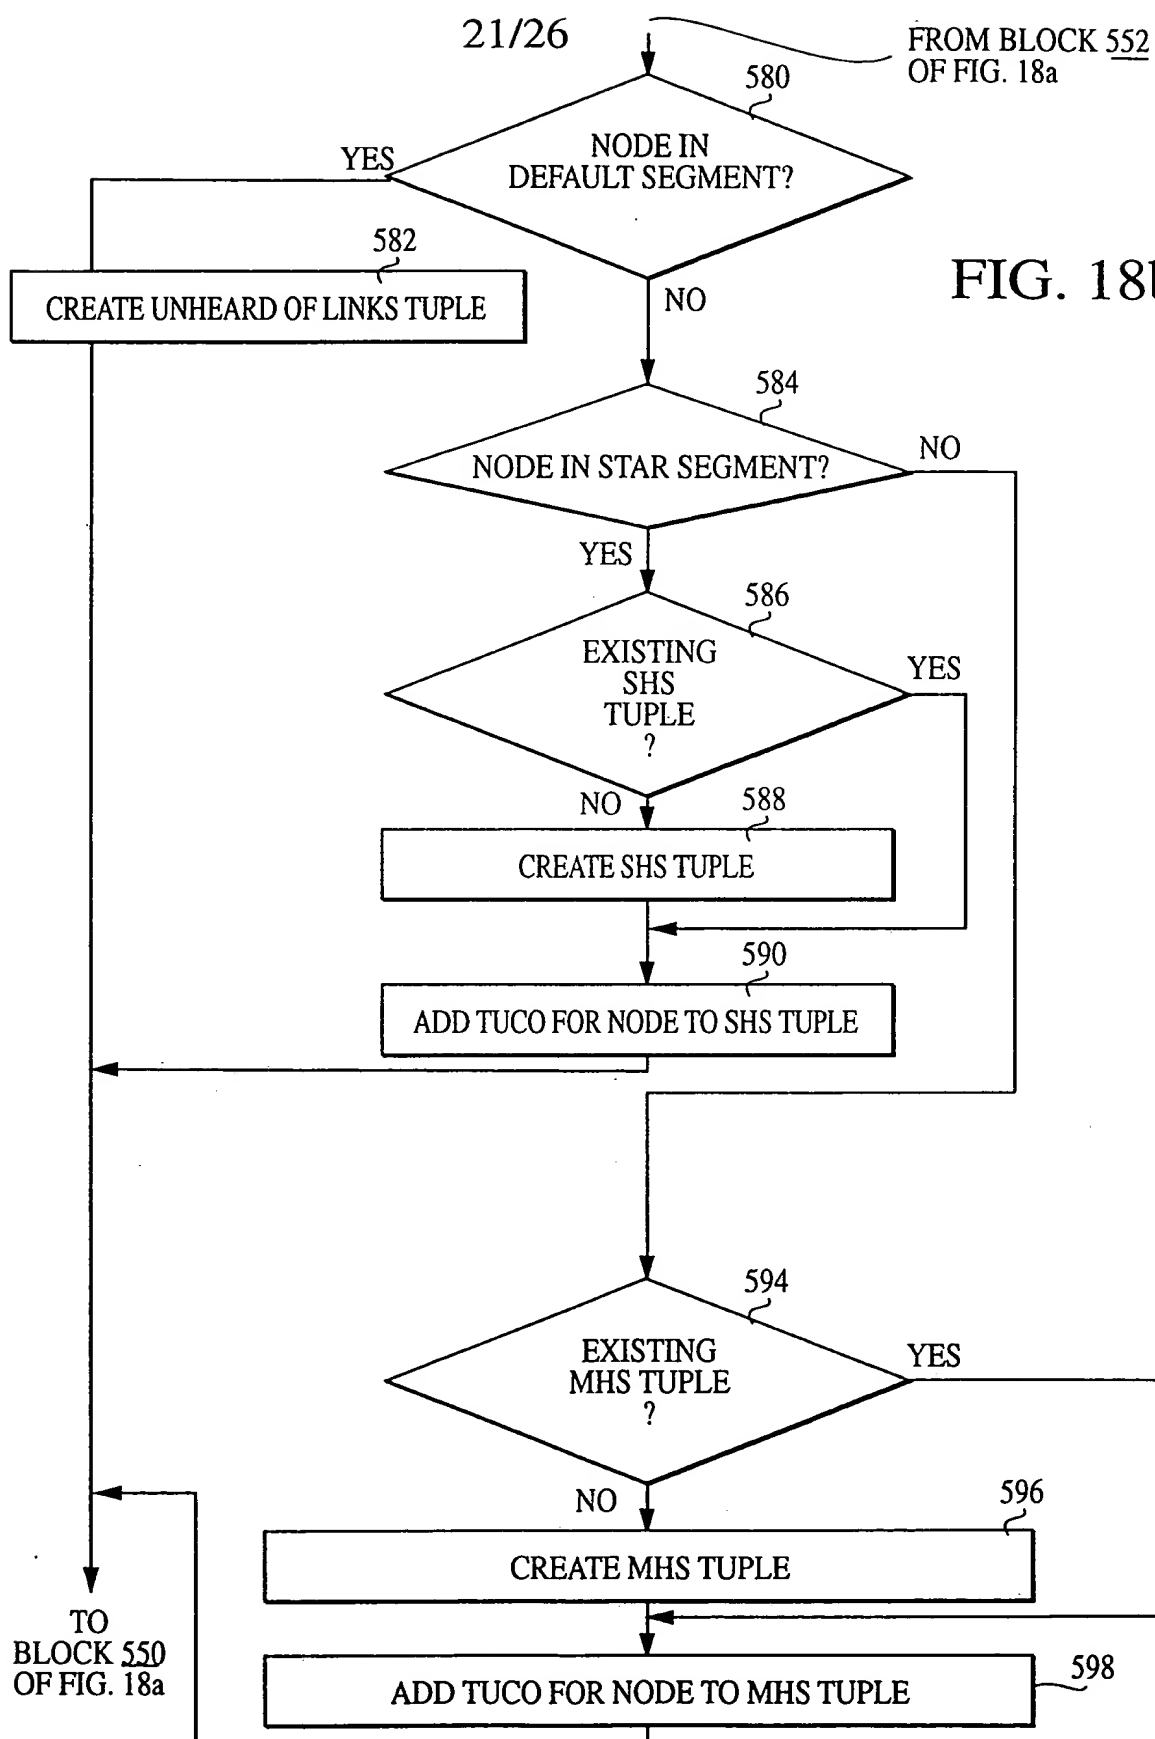 21/26
FROM BLOCK 552
OF FIG. 18a
580
NODE IN
DEFAULT SEGMENT?
YES
582
CREATE UNHEARD OF LINKS TUPLE
NO
FIG. 18b
584
NODE IN STAR SEGMENT?
NO
YES
586
EXISTING
SHS
TUPLE
?
YES
NO
588
CREATE SHS TUPLE
590
ADD TUCO FOR NODE TO SHS TUPLE
594
EXISTING
MHS TUPLE
?
YES
NO
596
CREATE MHS TUPLE
TO
BLOCK 550
OF FIG. 18a
598
ADD TUCO FOR NODE TO MHS TUPLE